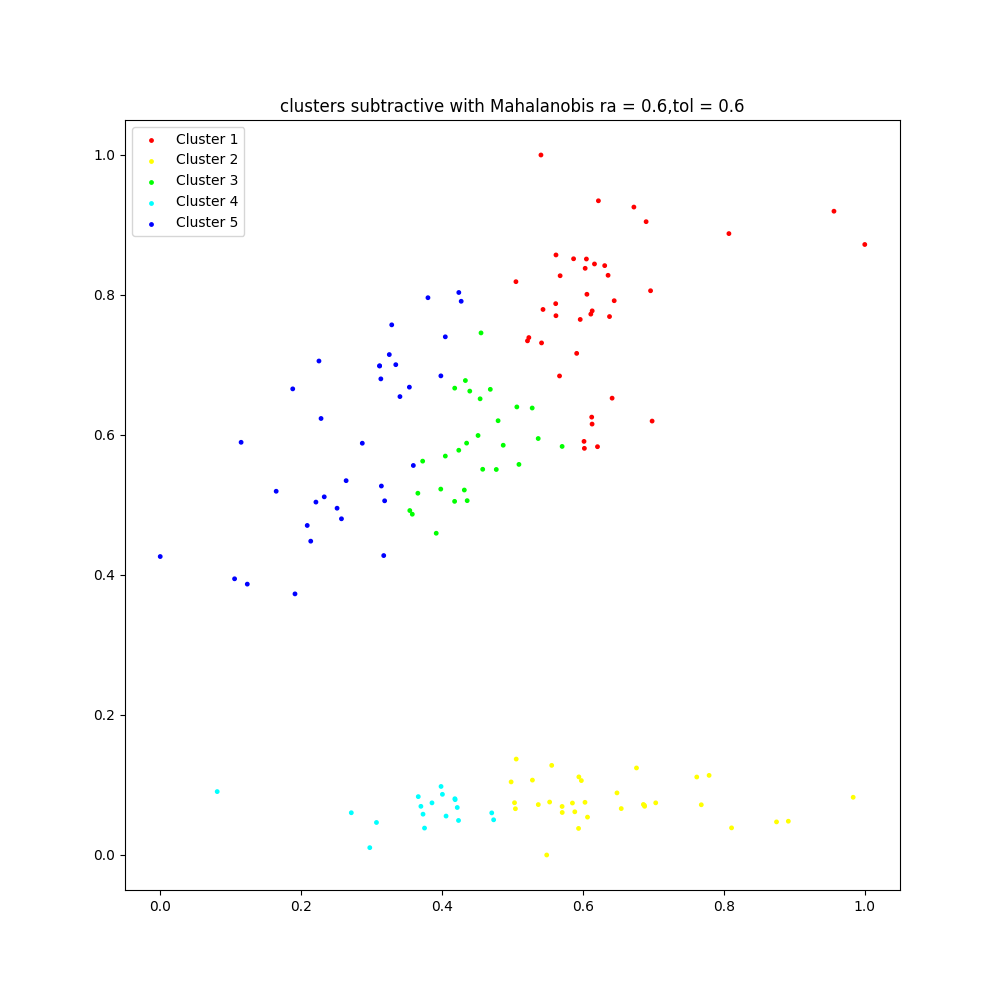 clusters subtractive with Mahalanobis ra = 0.6,tol = 0.6
Cluster 1
Cluster 2
Cluster 3
Cluster 4
Cluster 5
1.0
0.8
0.6
0.4
0.2
0.0
0.0 0.2 0.4 0.6 0.8 1.0